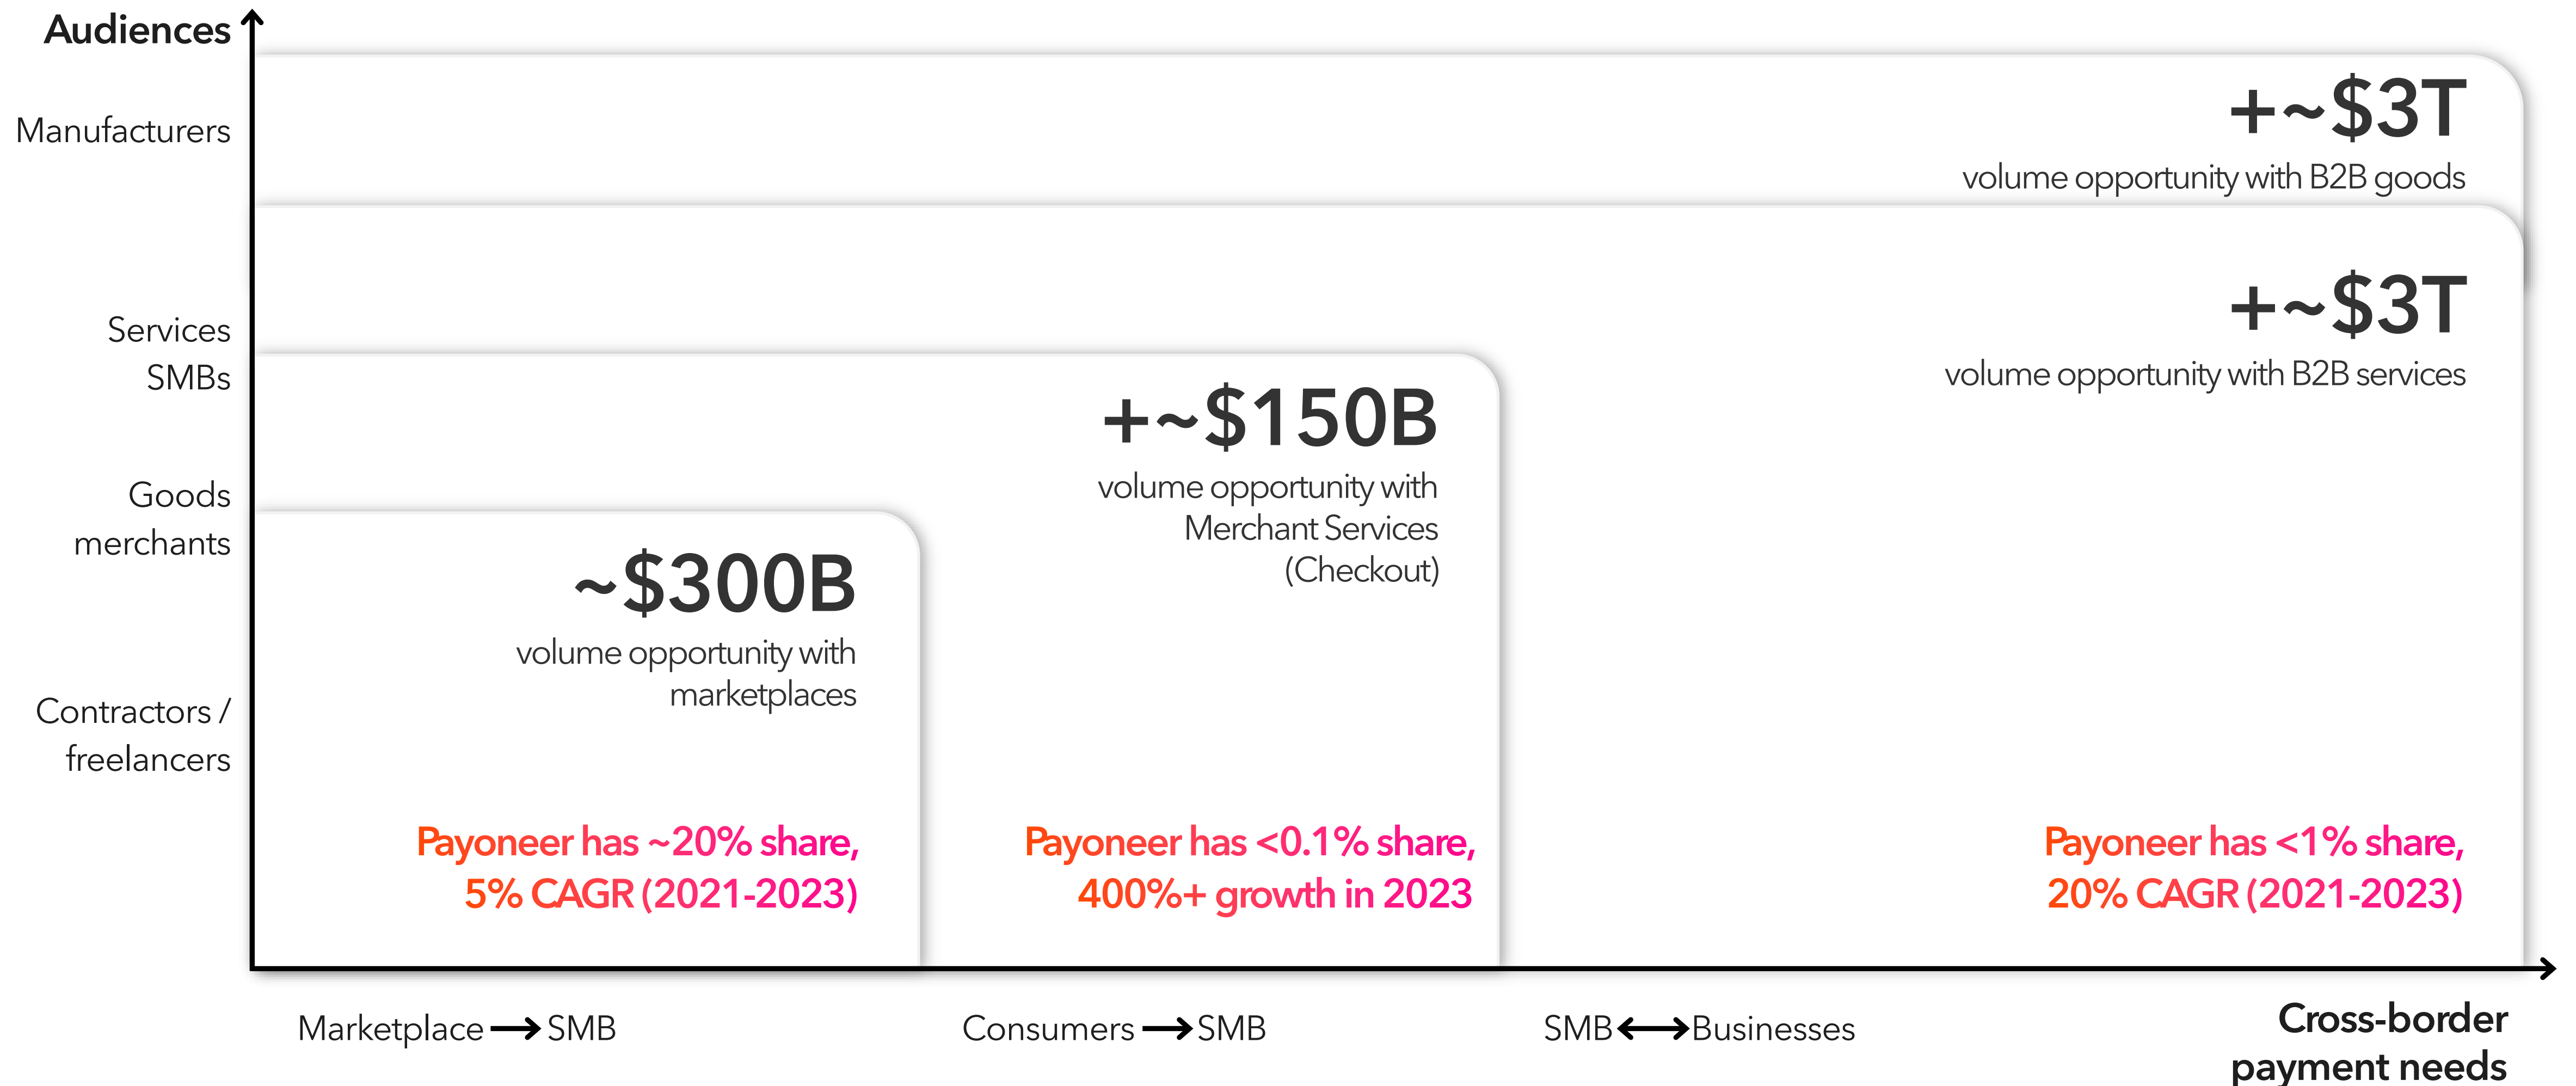 Audiences
Manufacturers
+~$3T
volume opportunity with B2B goods
Services
SMBs
+~$3T
volume opportunity with B2B services
Goods
merchants
+~$150B
volume opportunity with
Merchant Services
(Checkout)
Contractors /
freelancers
~$300B
volume opportunity with
marketplaces
Payoneer has ~20% share,
5% CAGR (2021-2023)
Payoneer has <0.1% share,
400%+ growth in 2023
Payoneer has <1% share,
20% CAGR (2021-2023)
Marketplace → SMB
Consumers → SMB
SMB ↔ Businesses
Cross-border
payment needs